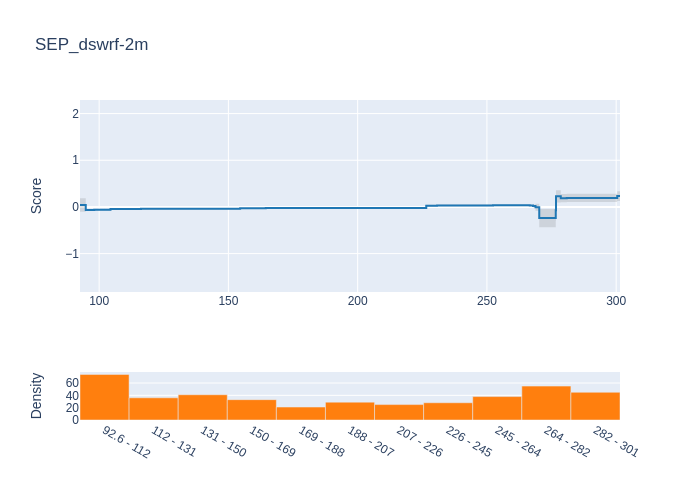 SEP_dswrf-2m
Score
2
1
0
−1
100 150 200 250 300
Density
60
40
20
0
92.6 - 112
112 - 131
131 - 150
150 - 169
169 - 188
188 - 207
207 - 226
226 - 245
245 - 264
264 - 282
282 - 301